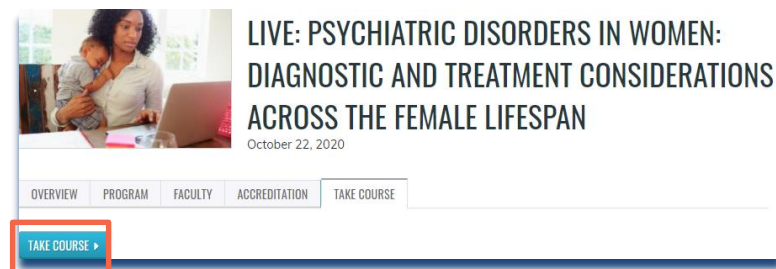 LIVE: PSYCHIATRIC DISORDERS IN WOMEN:
DIAGNOSTIC AND TREATMENT CONSIDERATIONS
ACROSS THE FEMALE LIFESPAN
October 22, 2020
OVERVIEW PROGRAM FACULTY ACCREDITATION TAKE COURSE
TAKE COURSE ▸